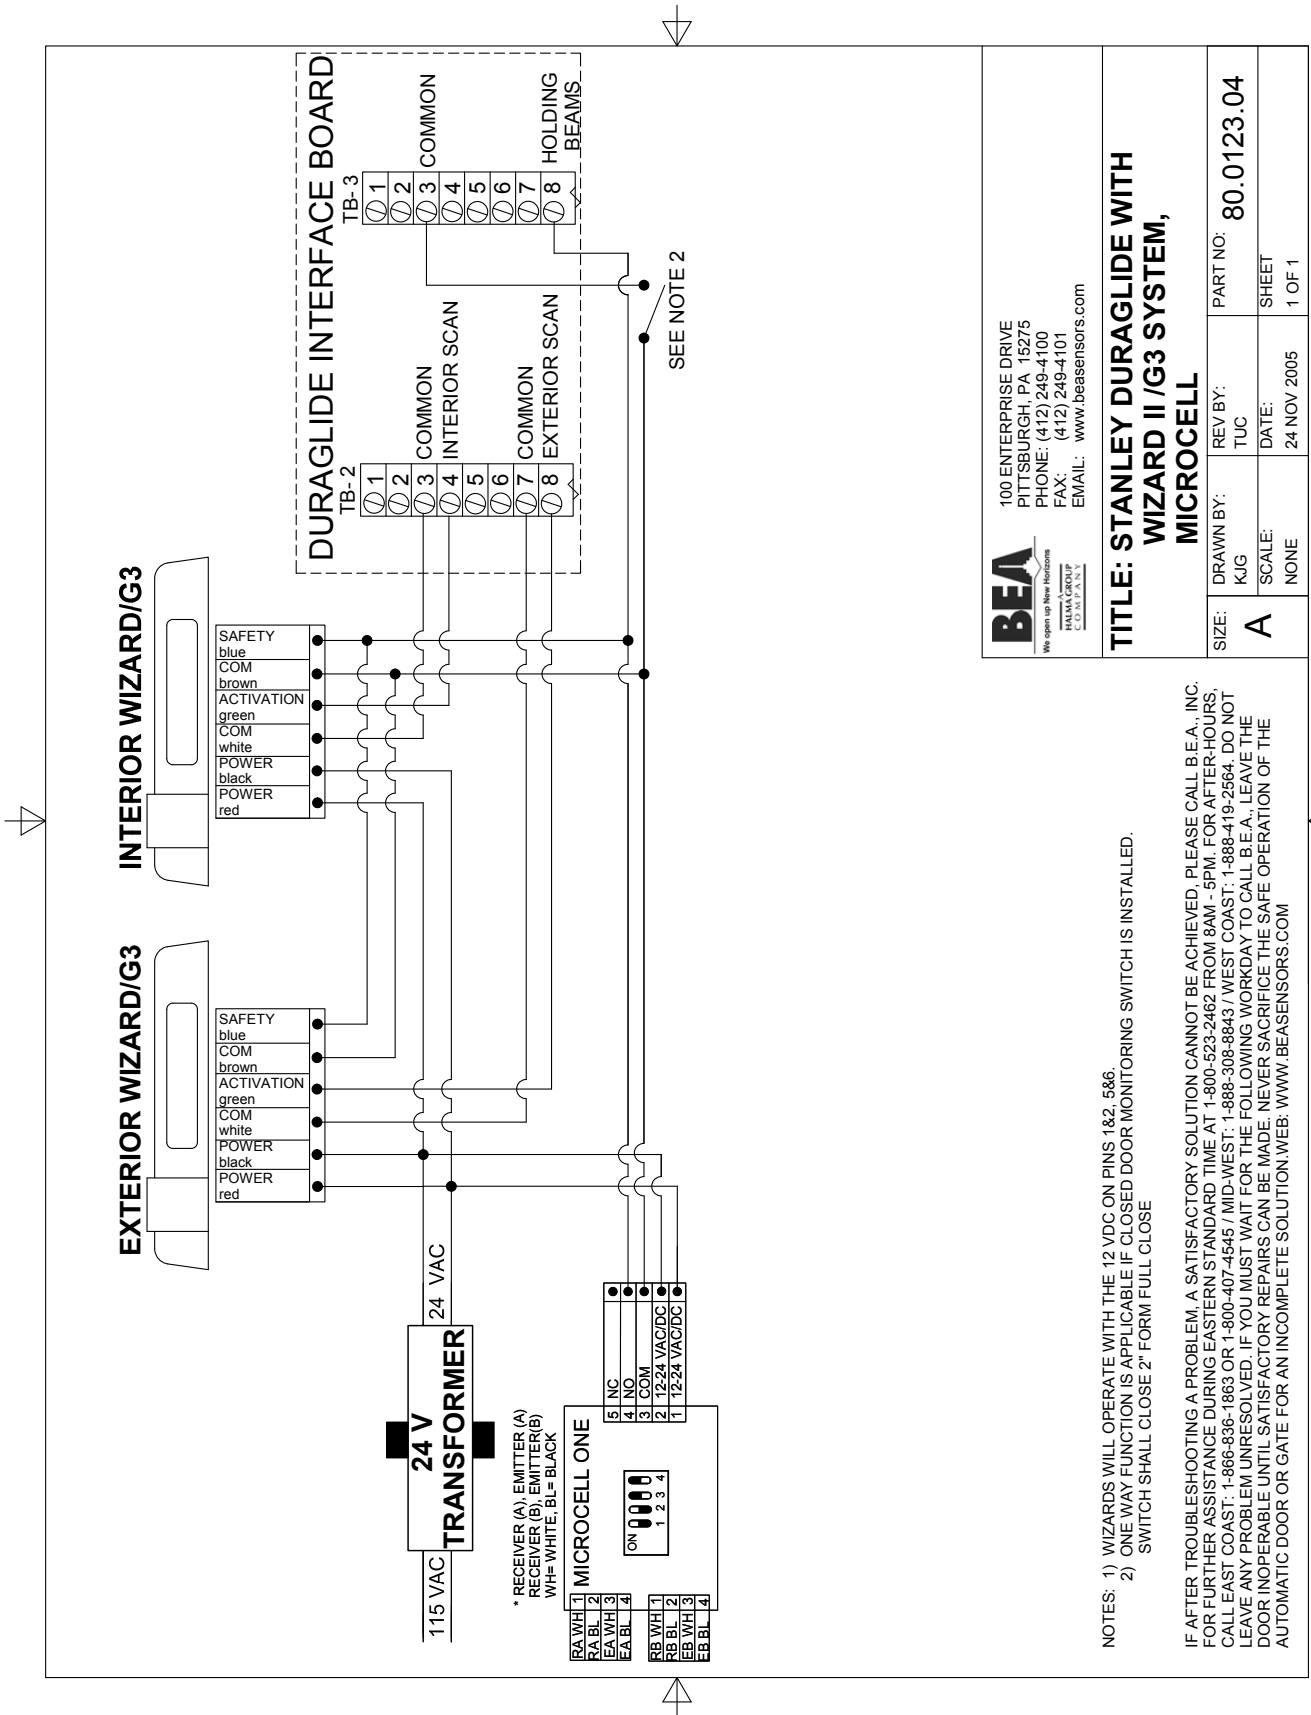 EXTERIOR WIZARD/G3
SAFETY
blue
COM
brown
ACTIVATION
green
COM
white
POWER
black
POWER
red
INTERIOR WIZARD/G3
SAFETY
blue
COM
brown
ACTIVATION
green
COM
white
POWER
black
POWER
red
DURAGLIDE INTERFACE BOARD
TB- 2
1
2
3 COMMON
4 INTERIOR SCAN
5
6
7 COMMON
8 EXTERIOR SCAN
TB- 3
1
2
3 COMMON
4
5
6
7
8 HOLDING
BEAMS
SEE NOTE 2
115 VAC
24 V
TRANSFORMER
24 VAC
* RECEIVER (A), EMITTER (A)
RECEIVER (B), EMITTER(B)
WH= WHITE, BL= BLACK
MICROCELL ONE
RA WH 1
RA BL 2
EA WH 3
EA BL 4
RB WH 1
RB BL 2
EB WH 3
EB BL 4
ON
1 2 3 4
5 NC
4 NO
3 COM
2 12-24 VAC/DC
1 12-24 VAC/DC
NOTES: 1) WIZARDS WILL OPERATE WITH THE 12 VDC ON PINS 1&2, 5&6.
2) ONE WAY FUNCTION IS APPLICABLE IF CLOSED DOOR MONITORING SWITCH IS INSTALLED.
SWITCH SHALL CLOSE 2" FORM FULL CLOSE
IF AFTER TROUBLESHOOTING A PROBLEM, A SATISFACTORY SOLUTION CANNOT BE ACHIEVED, PLEASE CALL B.E.A., INC.
FOR FURTHER ASSISTANCE DURING EASTERN STANDARD TIME AT 1-800-523-2462 FROM 8AM - 5PM. FOR AFTER-HOURS,
CALL EAST COAST: 1-866-836-1863 OR 1-800-407-4545 / MID-WEST: 1-888-308-8843 / WEST COAST: 1-888-419-2564. DO NOT
LEAVE ANY PROBLEM UNRESOLVED. IF YOU MUST WAIT FOR THE FOLLOWING WORKDAY TO CALL B.E.A., LEAVE THE
DOOR INOPERABLE UNTIL SATISFACTORY REPAIRS CAN BE MADE. NEVER SACRIFICE THE SAFE OPERATION OF THE
AUTOMATIC DOOR OR GATE FOR AN INCOMPLETE SOLUTION.WEB: WWW.BEASENSORS.COM
BEA
We open up New Horizons
A
HALMA GROUP
COMPANY
100 ENTERPRISE DRIVE
PITTSBURGH, PA 15275
PHONE: (412) 249-4100
FAX: (412) 249-4101
EMAIL: www.beasensors.com
TITLE: STANLEY DURAGLIDE WITH
WIZARD II /G3 SYSTEM,
MICROCELL
SIZE:
A
DRAWN BY:
KJG
REV BY:
TUC
PART NO:
80.0123.04
SCALE:
NONE
DATE:
24 NOV 2005
SHEET
1 OF 1